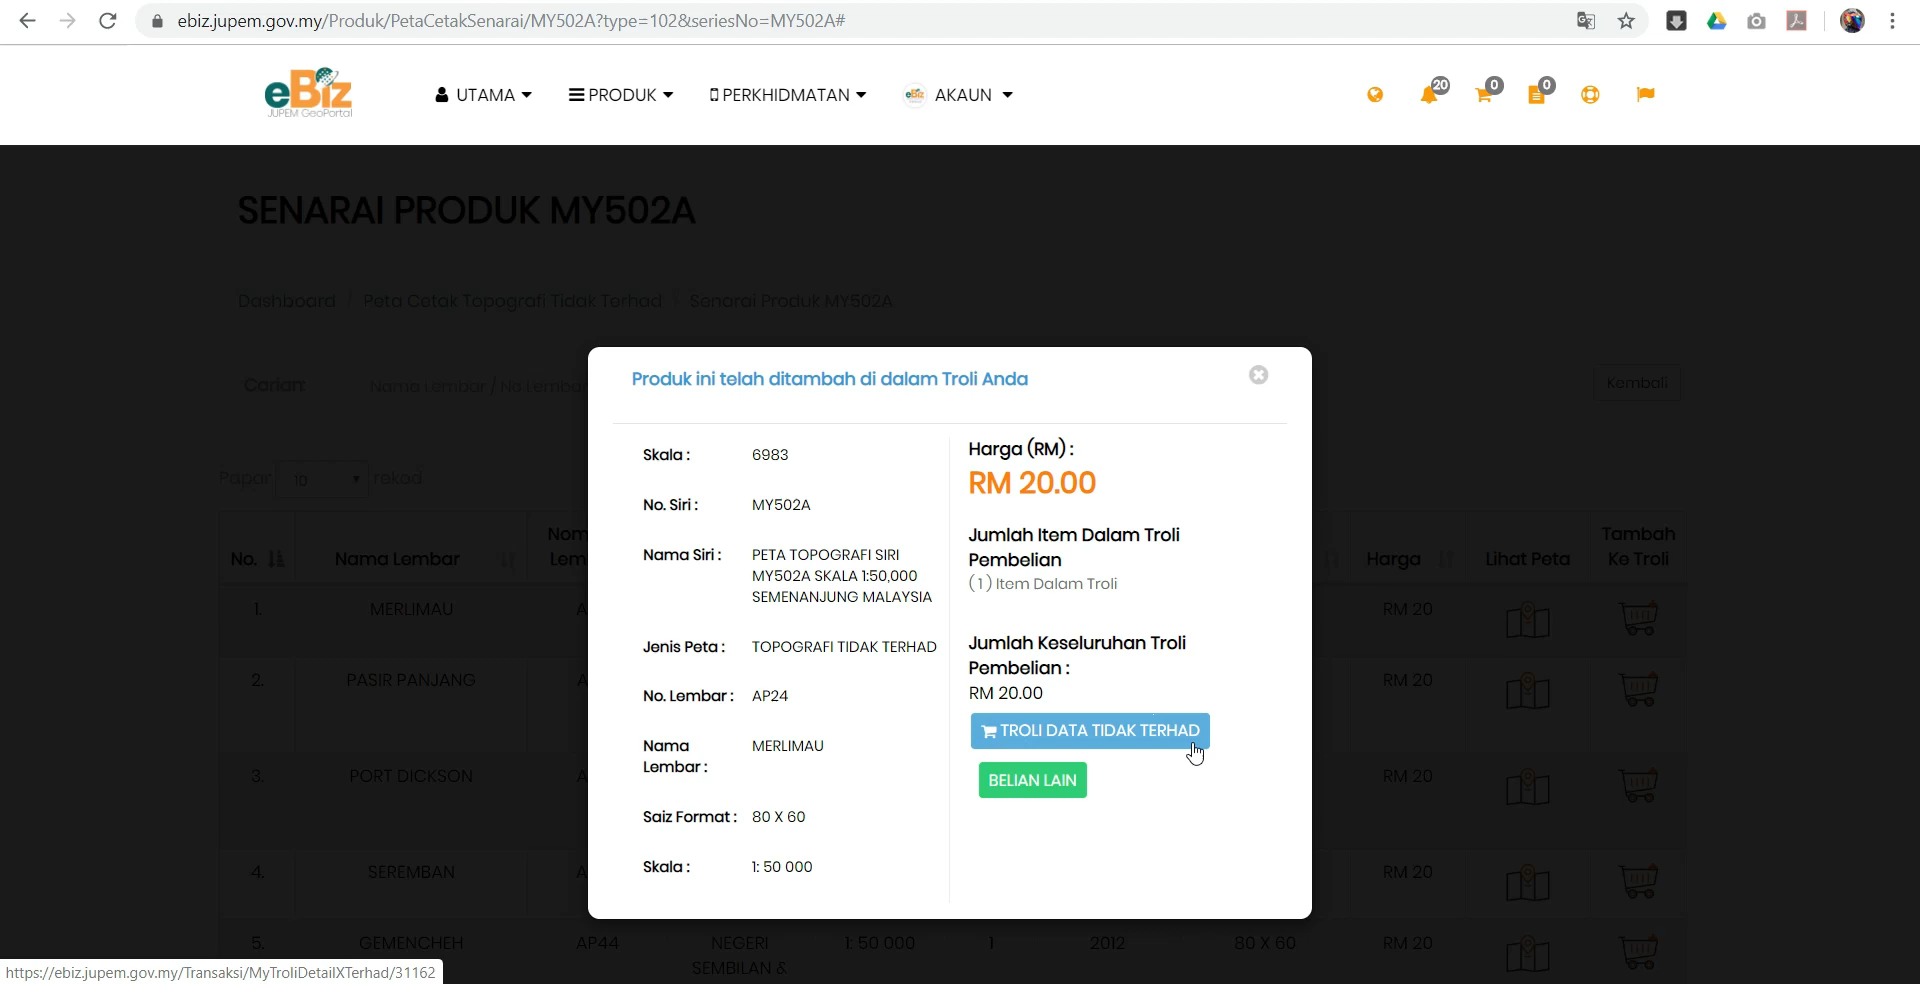 ebiz.jupem.gov.my/Produk/PetaCetakSenarai/MY502A?type=102&seriesNo=MY502A#
eBiz
JUPEM GeoPortal
UTAMA
PRODUK
PERKHIDMATAN
eBiz
AKAUN
20
0
0
SENARAI PRODUK MY502A
Dashboard / Peta Cetak Topografi Tidak Terhad / Senarai Produk MY502A
Carian
Nama Lembar / No Lembar
Kembali
Papar 10 rekod
No.
Nama Lembar
Harga
Lihat Peta
Tambah
Ke Troli
1. MERLIMAU RM 20
2. PASIR PANJANG RM 20
3. PORT DICKSON RM 20
4. SEREMBAN RM 20
5. GEMENCHEH AP44 NEGERI 1: 50 000 1 2012 80 X 60 RM 20
SEMBILAN &
Produk ini telah ditambah di dalam Troli Anda
Skala : 6983
No. Siri : MY502A
Nama Siri : PETA TOPOGRAFI SIRI
MY502A SKALA 1:50,000
SEMENANJUNG MALAYSIA
Jenis Peta : TOPOGRAFI TIDAK TERHAD
No. Lembar : AP24
Nama
Lembar :
MERLIMAU
Saiz Format : 80 X 60
Skala : 1: 50 000
Harga (RM) :
RM 20.00
Jumlah Item Dalam Troli
Pembelian
( 1 ) Item Dalam Troli
Jumlah Keseluruhan Troli
Pembelian :
RM 20.00
TROLI DATA TIDAK TERHAD
BELIAN LAIN
https://ebiz.jupem.gov.my/Transaksi/MyTroliDetailXTerhad/31162